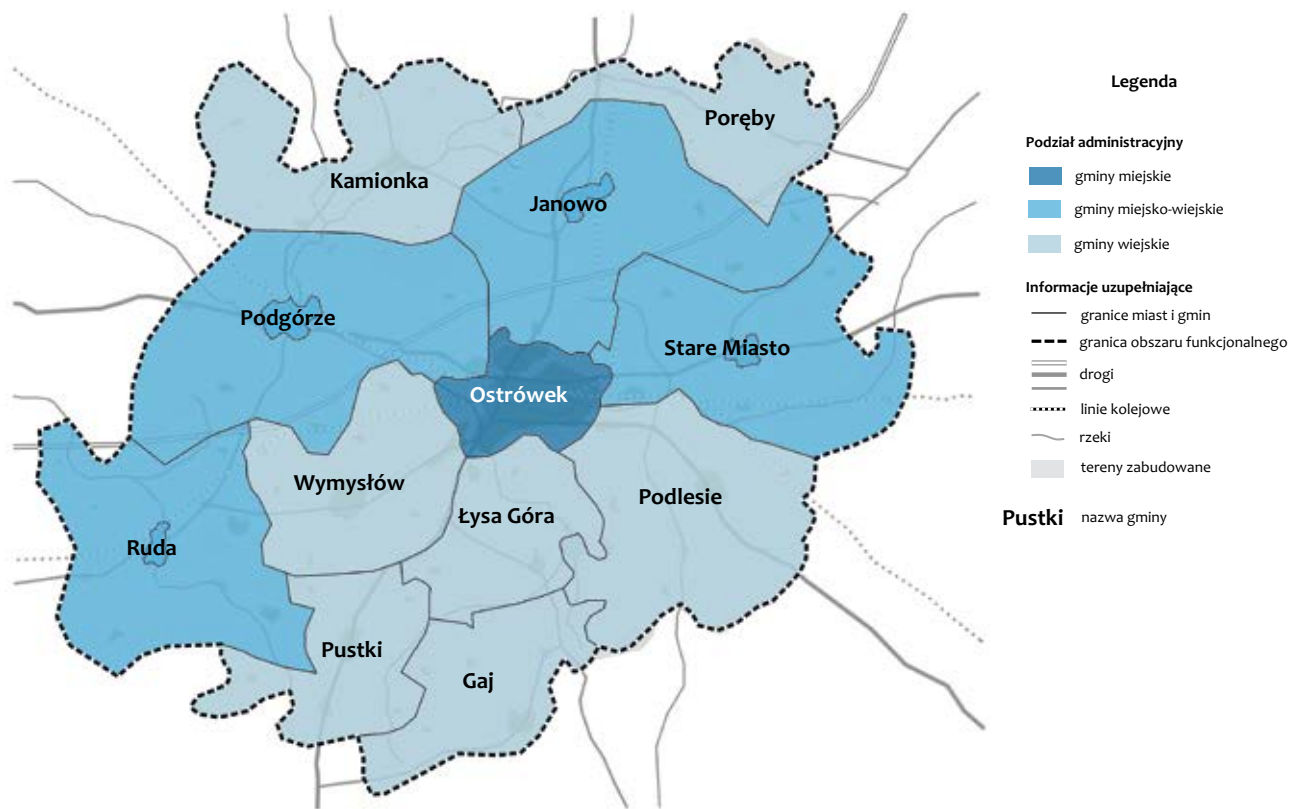 Poręby
Kamionka
Janowo
Podgórze
Stare Miasto
Ostrówek
Wymysłów
Podlesie
Łysa Góra
Ruda
Pustki
Gaj
Legenda
Podział administracyjny
gminy miejskie
gminy miejsko-wiejskie
gminy wiejskie
Informacje uzupełniające
granice miast i gmin
granica obszaru funkcjonalnego
drogi
linie kolejowe
rzeki
tereny zabudowane
Pustki nazwa gminy